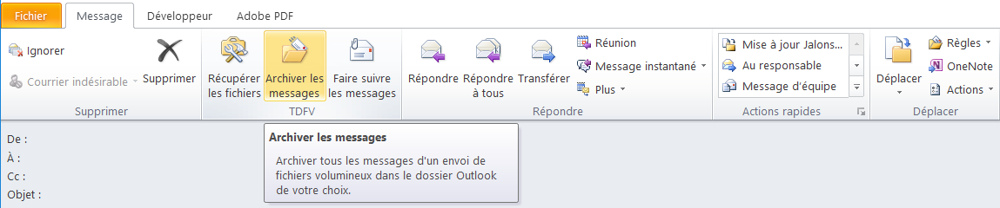 Fichier Message Développeur Adobe PDF
Ignorer
Courrier indésirable
Supprimer
Supprimer
Récupérer
les fichiers
Archiver les
messages
Faire suivre
les messages
TDFV
Répondre
Répondre
à tous
Transférer
Réunion
Message instantané
Plus
Répondre
Mise à jour Jalons...
Au responsable
Message d'équipe
Actions rapides
Déplacer
Règles
OneNote
Actions
Déplacer
Archiver les messages
Archiver tous les messages d'un envoi de
fichiers volumineux dans le dossier Outlook
de votre choix.
De :
À :
Cc :
Objet :